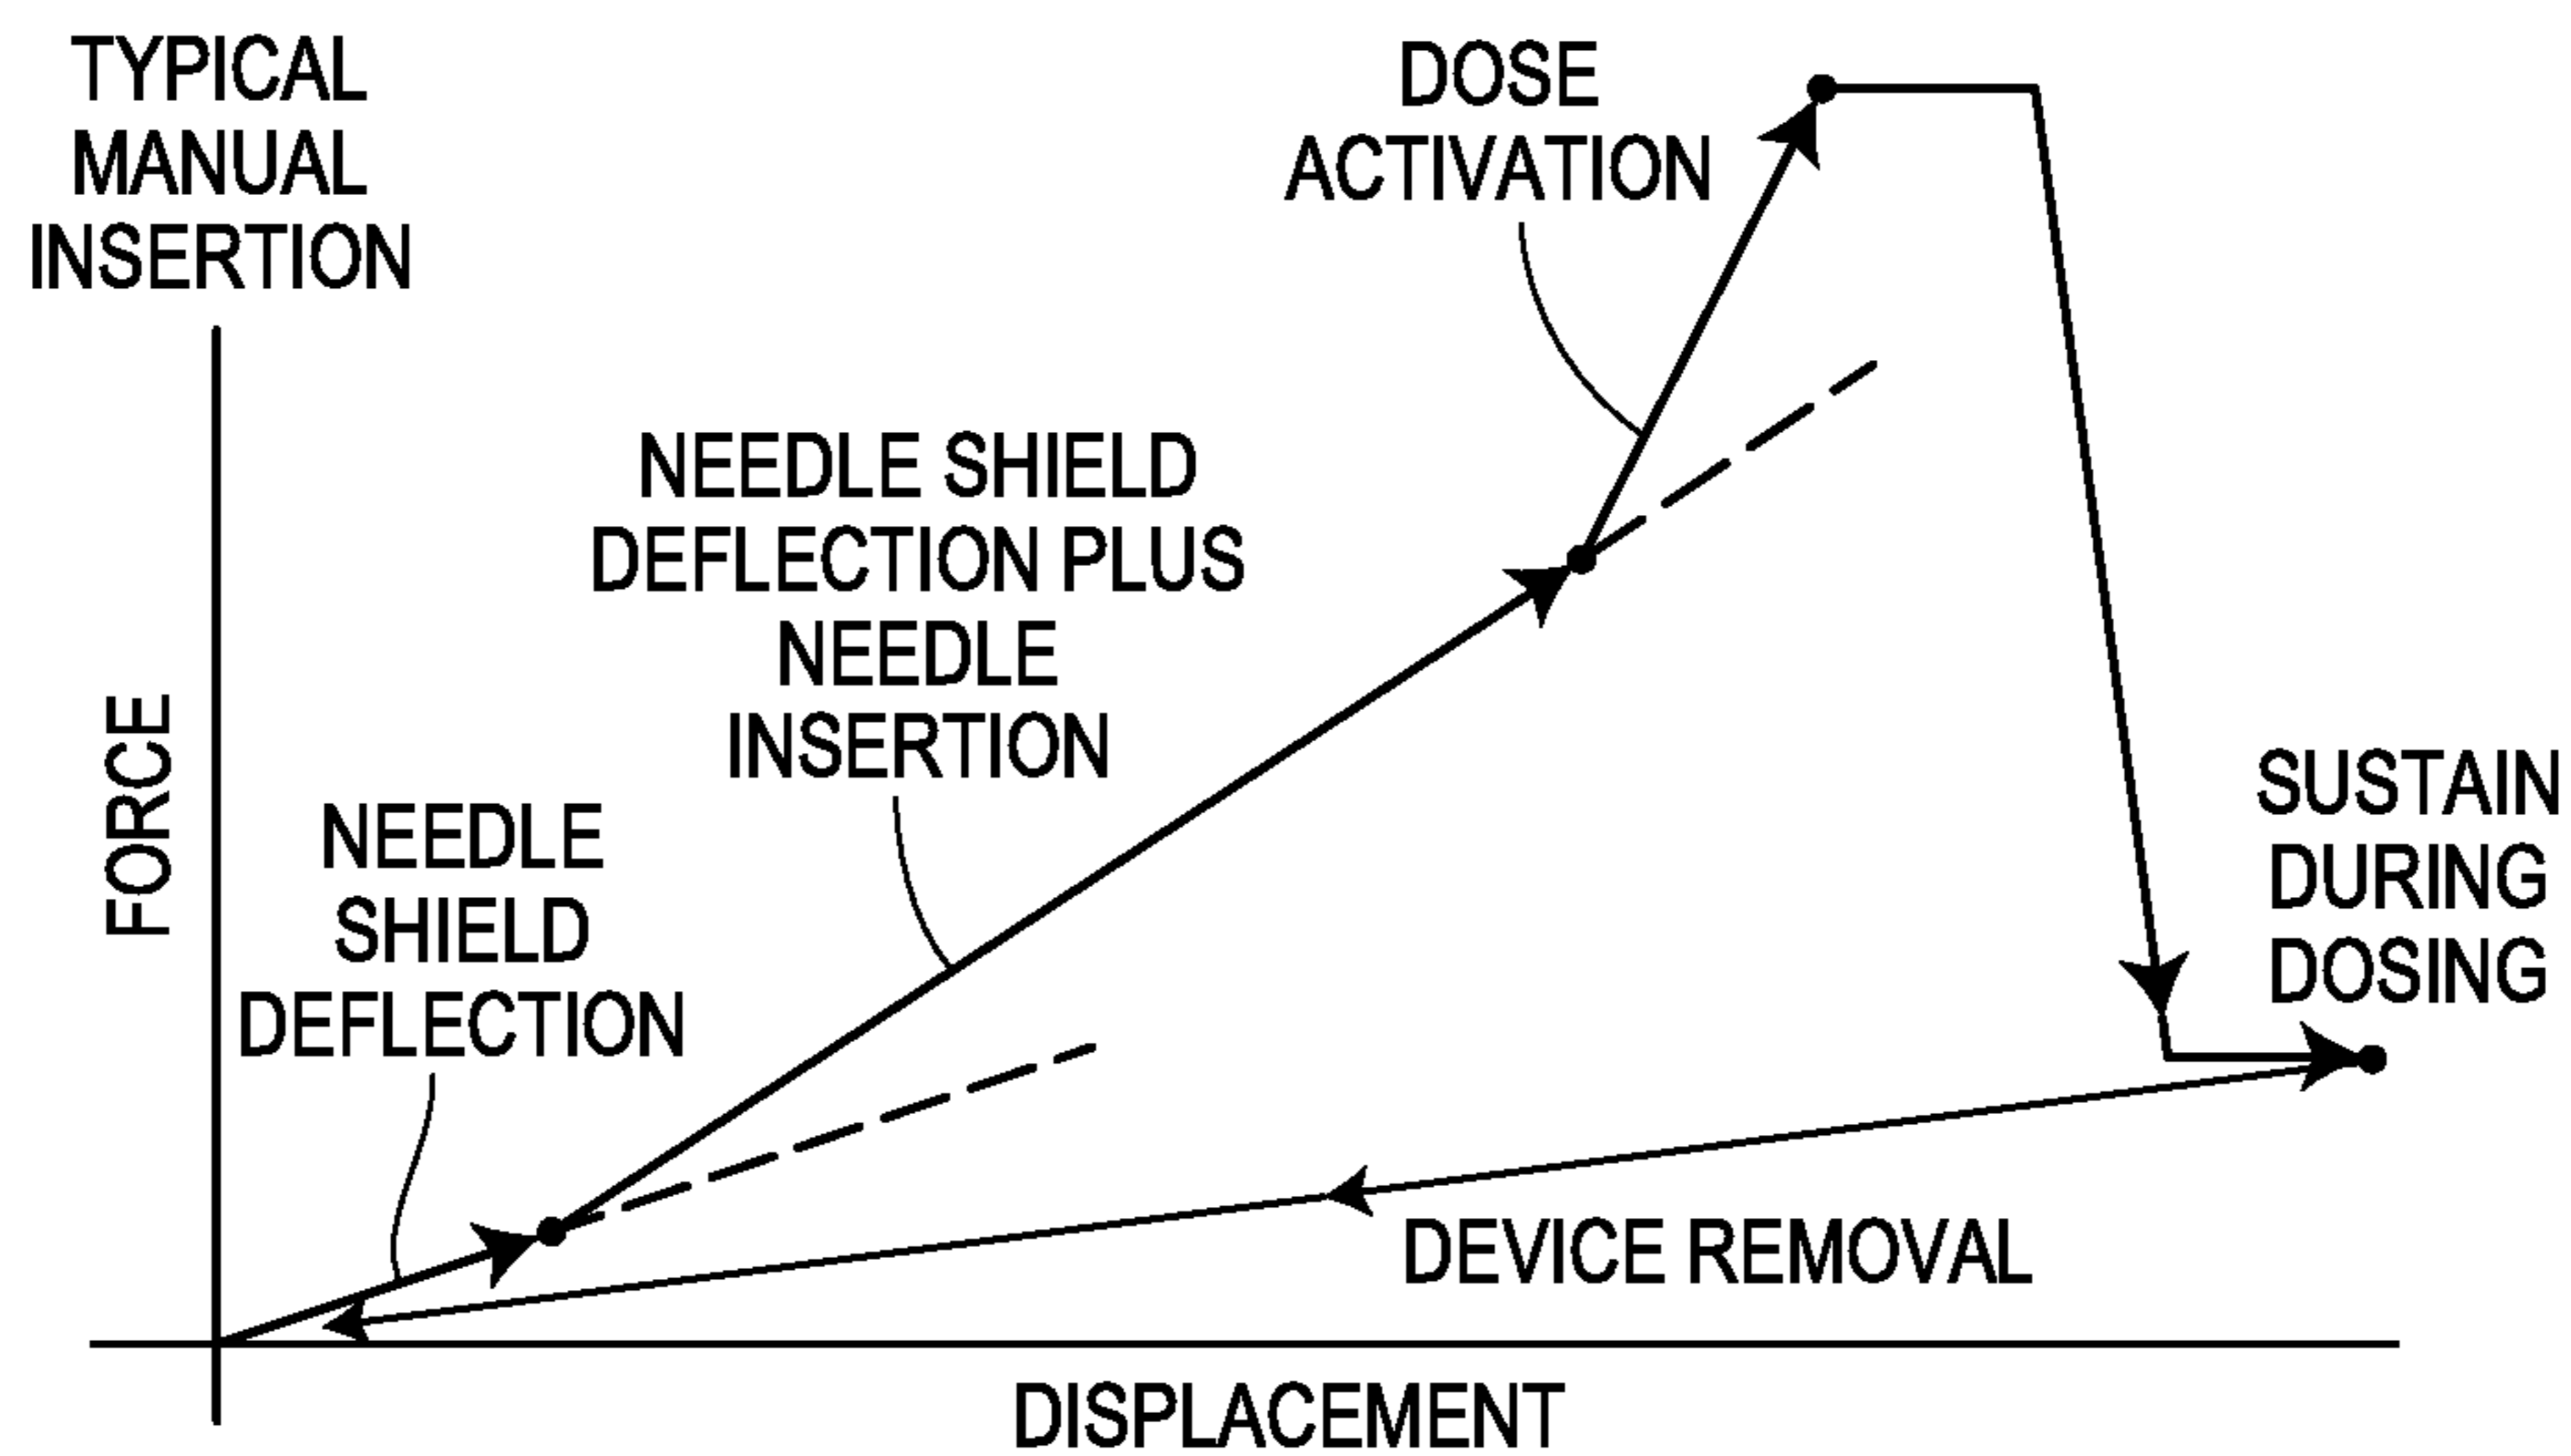 TYPICAL
MANUAL
INSERTION
DOSE
ACTIVATION
NEEDLE SHIELD
DEFLECTION PLUS
NEEDLE
INSERTION
NEEDLE
SHIELD
DEFLECTION
FORCE
SUSTAIN
DURING
DOSING
DEVICE REMOVAL
DISPLACEMENT